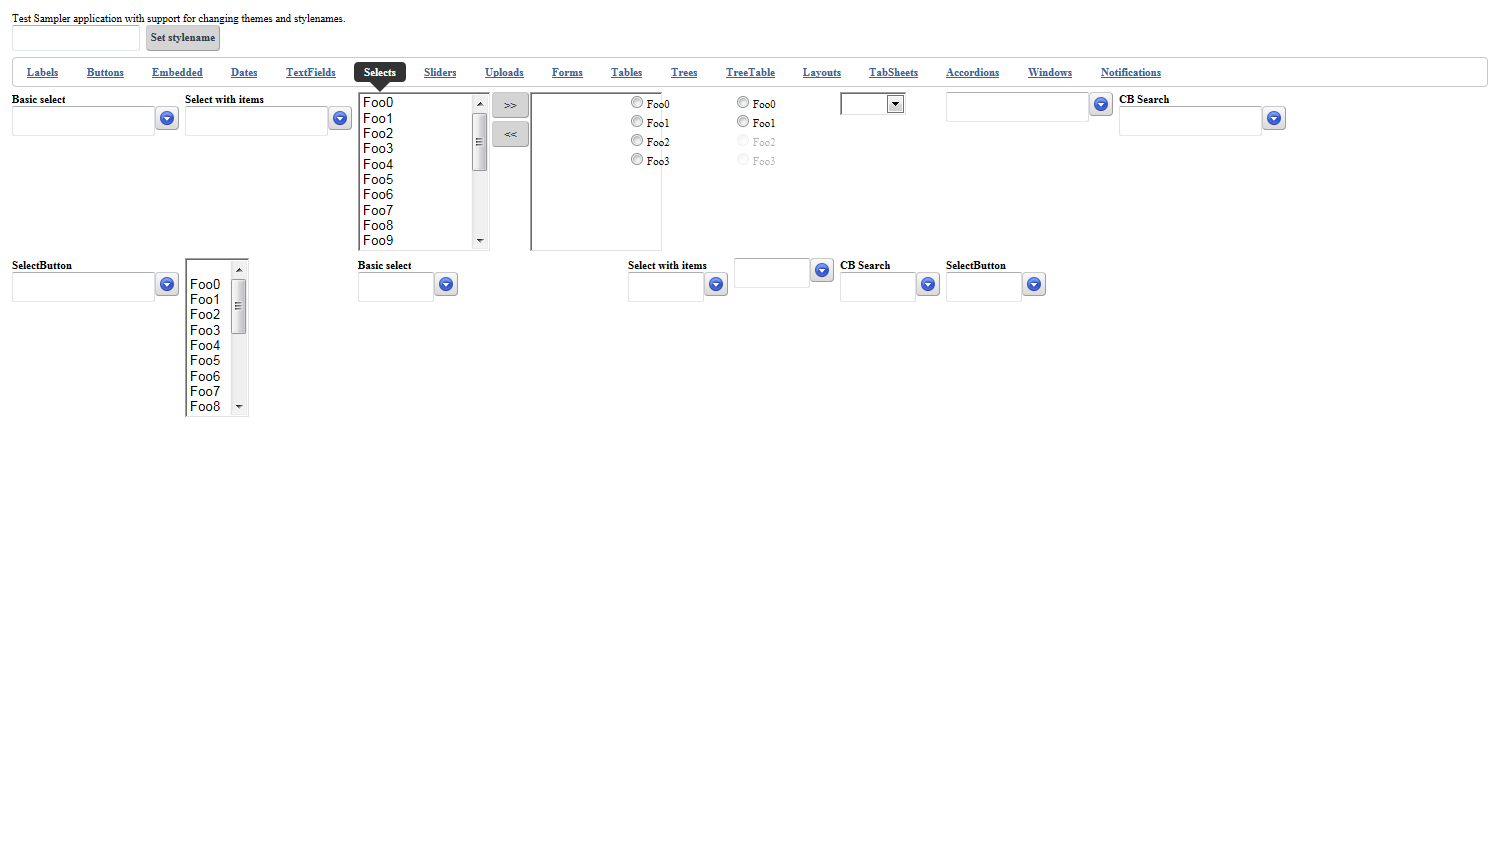 Test Sampler application with support for changing themes and stylenames.
Set stylename
Labels Buttons Embedded Dates TextFields Selects Sliders Uploads Forms Tables Trees TreeTable Layouts TabSheets Accordions Windows Notifications
Basic select
Select with items
Foo0
Foo1
Foo2
Foo3
Foo4
Foo5
Foo6
Foo7
Foo8
Foo9
>>
<<
Foo0
Foo1
Foo2
Foo3
Foo0
Foo1
Foo2
Foo3
CB Search
SelectButton
Foo0
Foo1
Foo2
Foo3
Foo4
Foo5
Foo6
Foo7
Foo8
Basic select
Select with items
CB Search
SelectButton